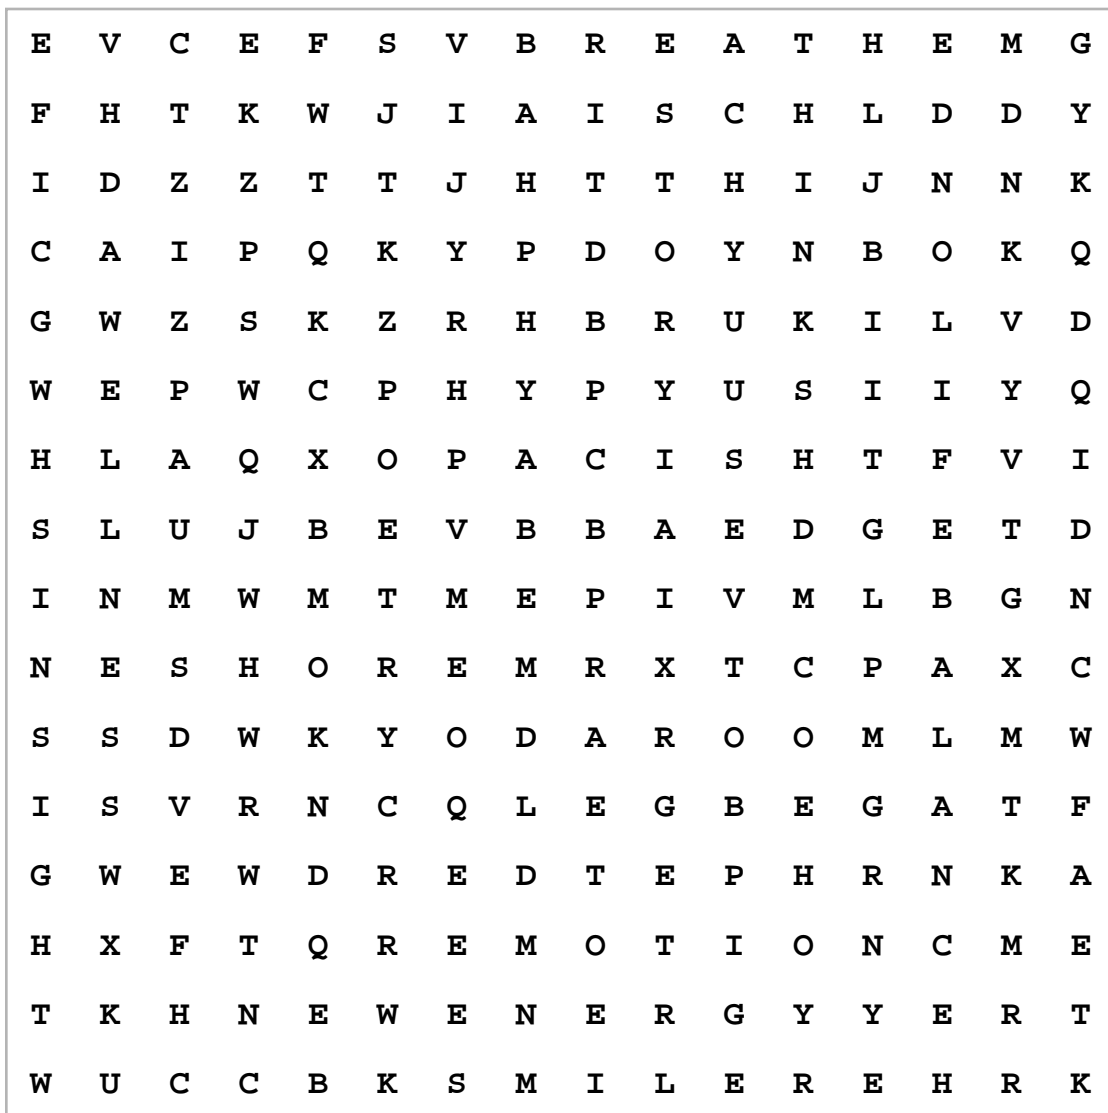 E V C E F S V B R E A T H E M G
F H T K W J I A I S C H L D D Y
I D Z Z T T J H T T H I J N N K
C A I P Q K Y P D O Y N B O K Q
G W Z S K Z R H B R U K I L V D
W E P W C P H Y P Y U S I I Y Q
H L A Q X O P A C I S H T F V I
S L U J B E V B B A E D G E T D
I N M W M T M E P I V M L B G N
N E S H O R E M R X T C P A X C
S S D W K Y O D A R O O M L M W
I S V R N C Q L E G B E G A T F
G W E W D R E D T E P H R N K A
H X F T Q R E M O T I O N C M E
T K H N E W E N E R G Y Y E R T
W U C C B K S M I L E R E H R K